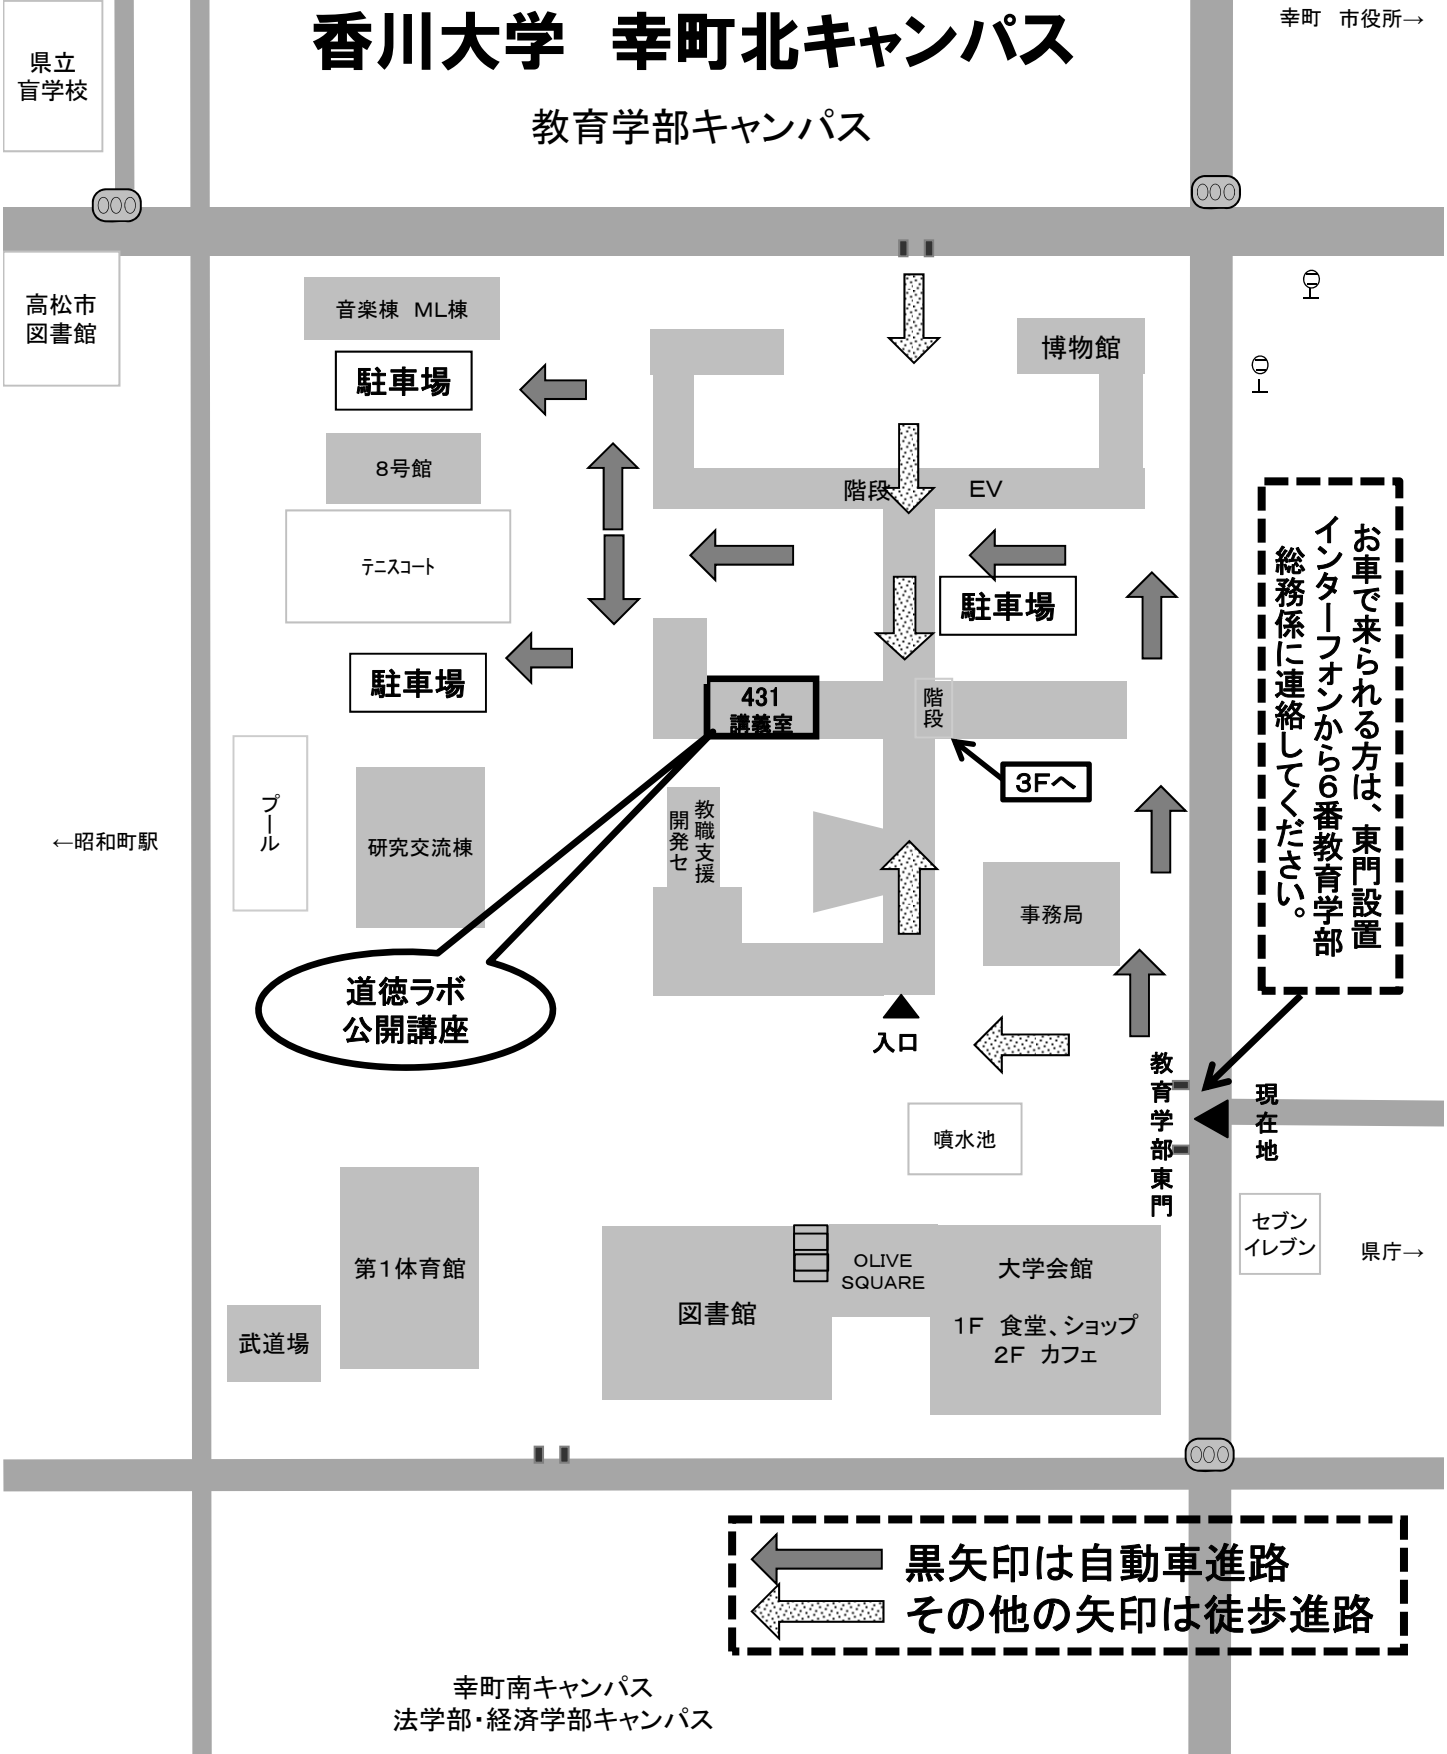 香川大学　幸町北キャンパス
幸町　市役所→
県立
盲学校
教育学部キャンパス
高松市
図書館
音楽棟　ML棟
博物館
駐車場
8号館
階段
EV
テニスコート
駐車場
駐車場
431
講義室
階段
3Fへ
お車で来られる方は、東門設置
インターフォンから6番教育学部
総務係に連絡してください。
プール
←昭和町駅
研究交流棟
教職支援
開発セ
事務局
道徳ラボ
公開講座
入口
教育学部東門
現在地
噴水池
セブン
イレブン
県庁→
第1体育館
OLIVE
SQUARE
大学会館
図書館
1F　食堂、ショップ
2F　カフェ
武道場
黒矢印は自動車進路
その他の矢印は徒歩進路
幸町南キャンパス
法学部・経済学部キャンパス